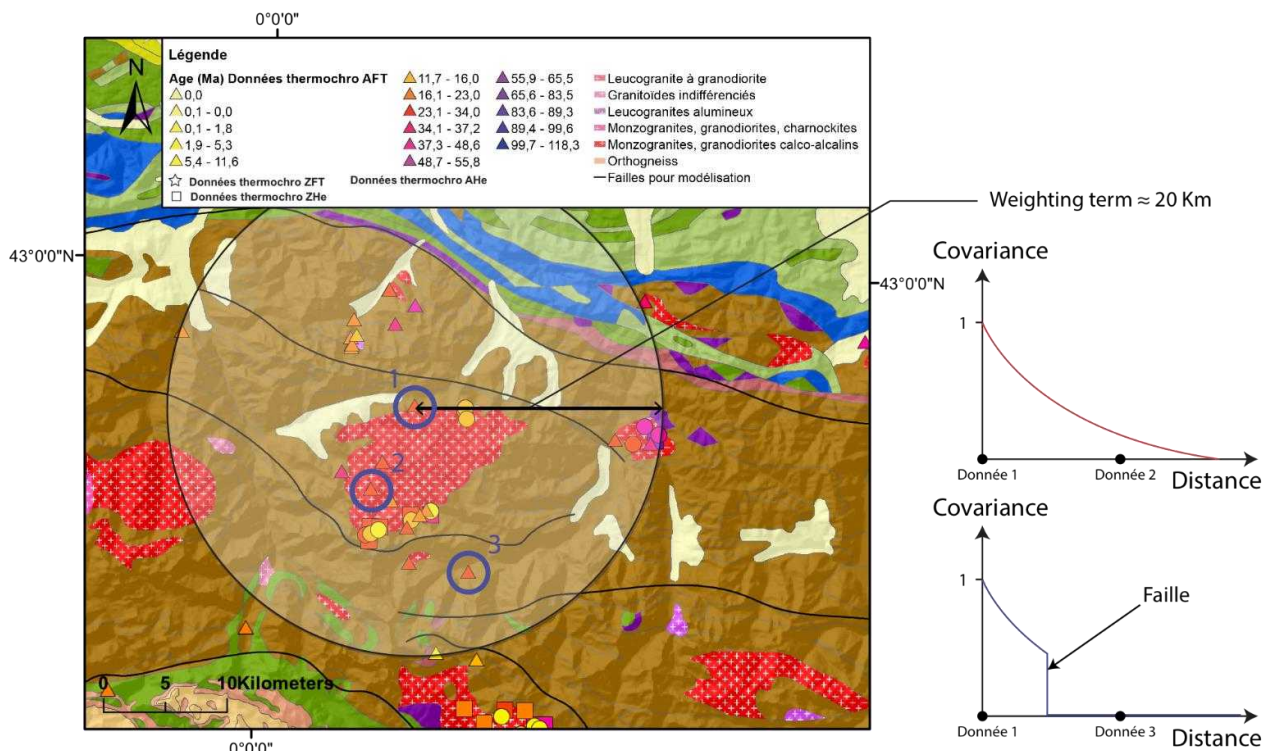 0°0'0"
Légende
N
Age (Ma) Données thermochro AFT
0,0
0,1 - 0,0
0,1 - 1,8
1,9 - 5,3
5,4 - 11,6
Données thermochro ZFT
Données thermochro ZHe
11,7 - 16,0
16,1 - 23,0
23,1 - 34,0
34,1 - 37,2
37,3 - 48,6
48,7 - 55,8
Données thermochro AHe
55,9 - 65,5
65,6 - 83,5
83,6 - 89,3
89,4 - 99,6
99,7 - 118,3
Leucogranite à granodiorite
Granitoïdes indifférenciés
Leucogranites alumineux
Monzogranites, granodiorites, charnockites
Monzogranites, granodiorites calco-alcalins
Orthogneiss
Failles pour modélisation
43°0'0"N
43°0'0"N
1
2
3
0 5 10Kilometers
0°0'0"
Weighting term ≈ 20 Km
Covariance
1
Donnée 1
Donnée 2
Distance
Covariance
1
Faille
Donnée 1
Donnée 3
Distance